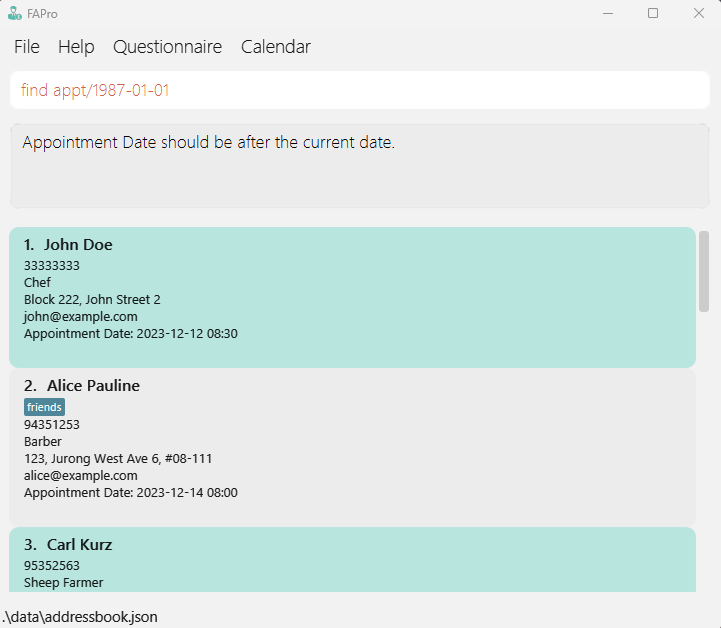 FAPro
File Help Questionnaire Calendar
find appt/1987-01-01
Appointment Date should be after the current date.
1. John Doe
33333333
Chef
Block 222, John Street 2
john@example.com
Appointment Date: 2023-12-12 08:30
2. Alice Pauline
friends
94351253
Barber
123, Jurong West Ave 6, #08-111
alice@example.com
Appointment Date: 2023-12-14 08:00
3. Carl Kurz
95352563
Sheep Farmer
.\data\addressbook.json